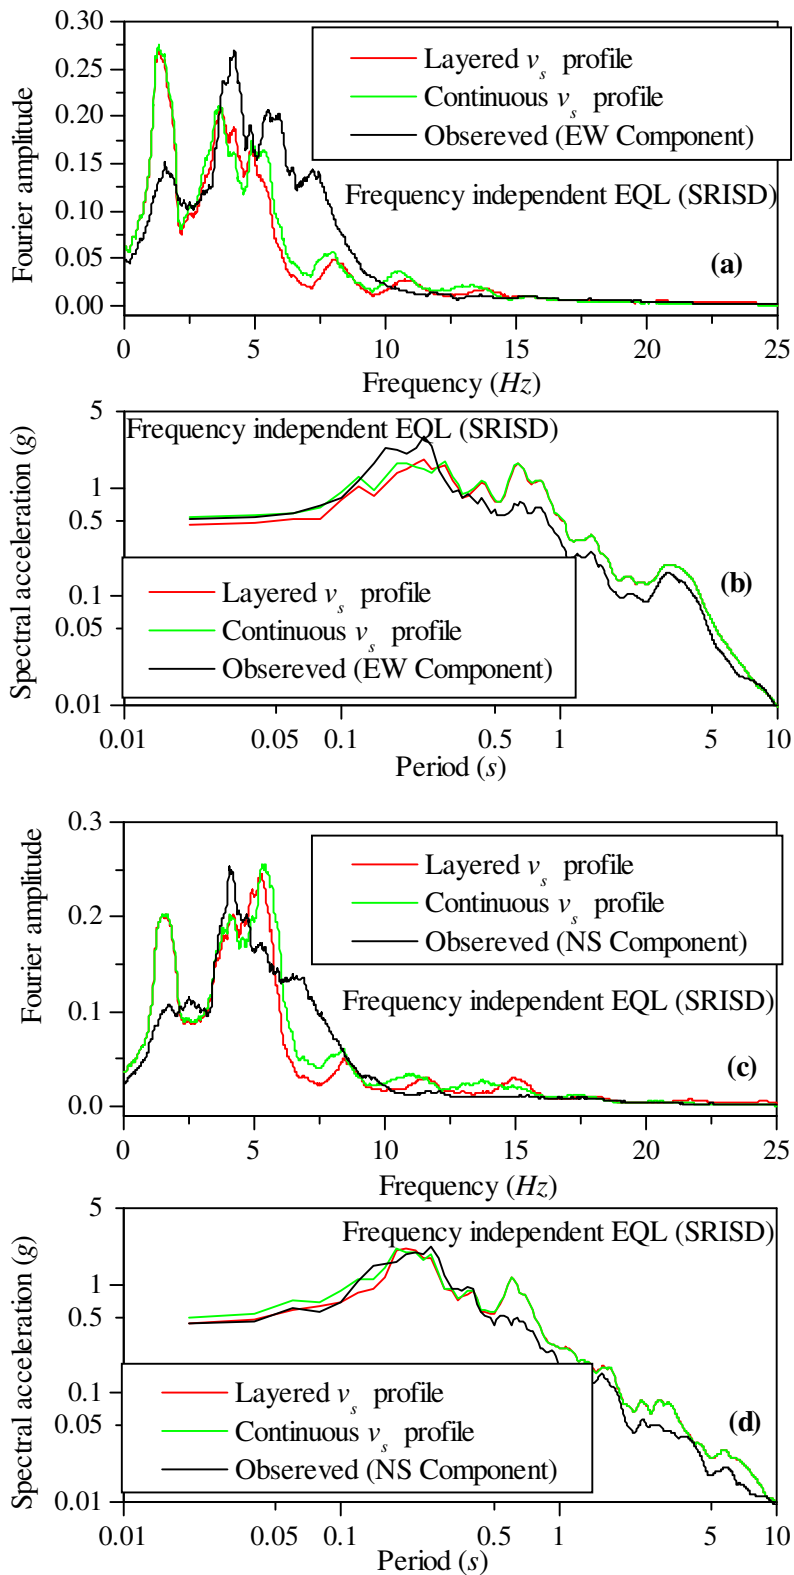 0.30
0.25
0.20
0.15
0.10
0.05
0.00
Fourier amplitude
Layered v_s profile
Continuous v_s profile
Obsereved (EW Component)
Frequency independent EQL (SRISD)
(a)
0 5 10 15 20 25
Frequency (Hz)
5
1
0.5
0.1
0.05
0.01
Spectral acceleration (g)
Frequency independent EQL (SRISD)
Layered v_s profile
Continuous v_s profile
Obsereved (EW Component)
(b)
0.01 0.05 0.1 0.5 1 5 10
Period (s)
0.3
0.2
0.1
0.0
Fourier amplitude
Layered v_s profile
Continuous v_s profile
Obsereved (NS Component)
Frequency independent EQL (SRISD)
(c)
0 5 10 15 20 25
Frequency (Hz)
5
1
0.5
0.1
0.05
0.01
Spectral acceleration (g)
Frequency independent EQL (SRISD)
Layered v_s profile
Continuous v_s profile
Obsereved (NS Component)
(d)
0.01 0.05 0.1 0.5 1 5 10
Period (s)